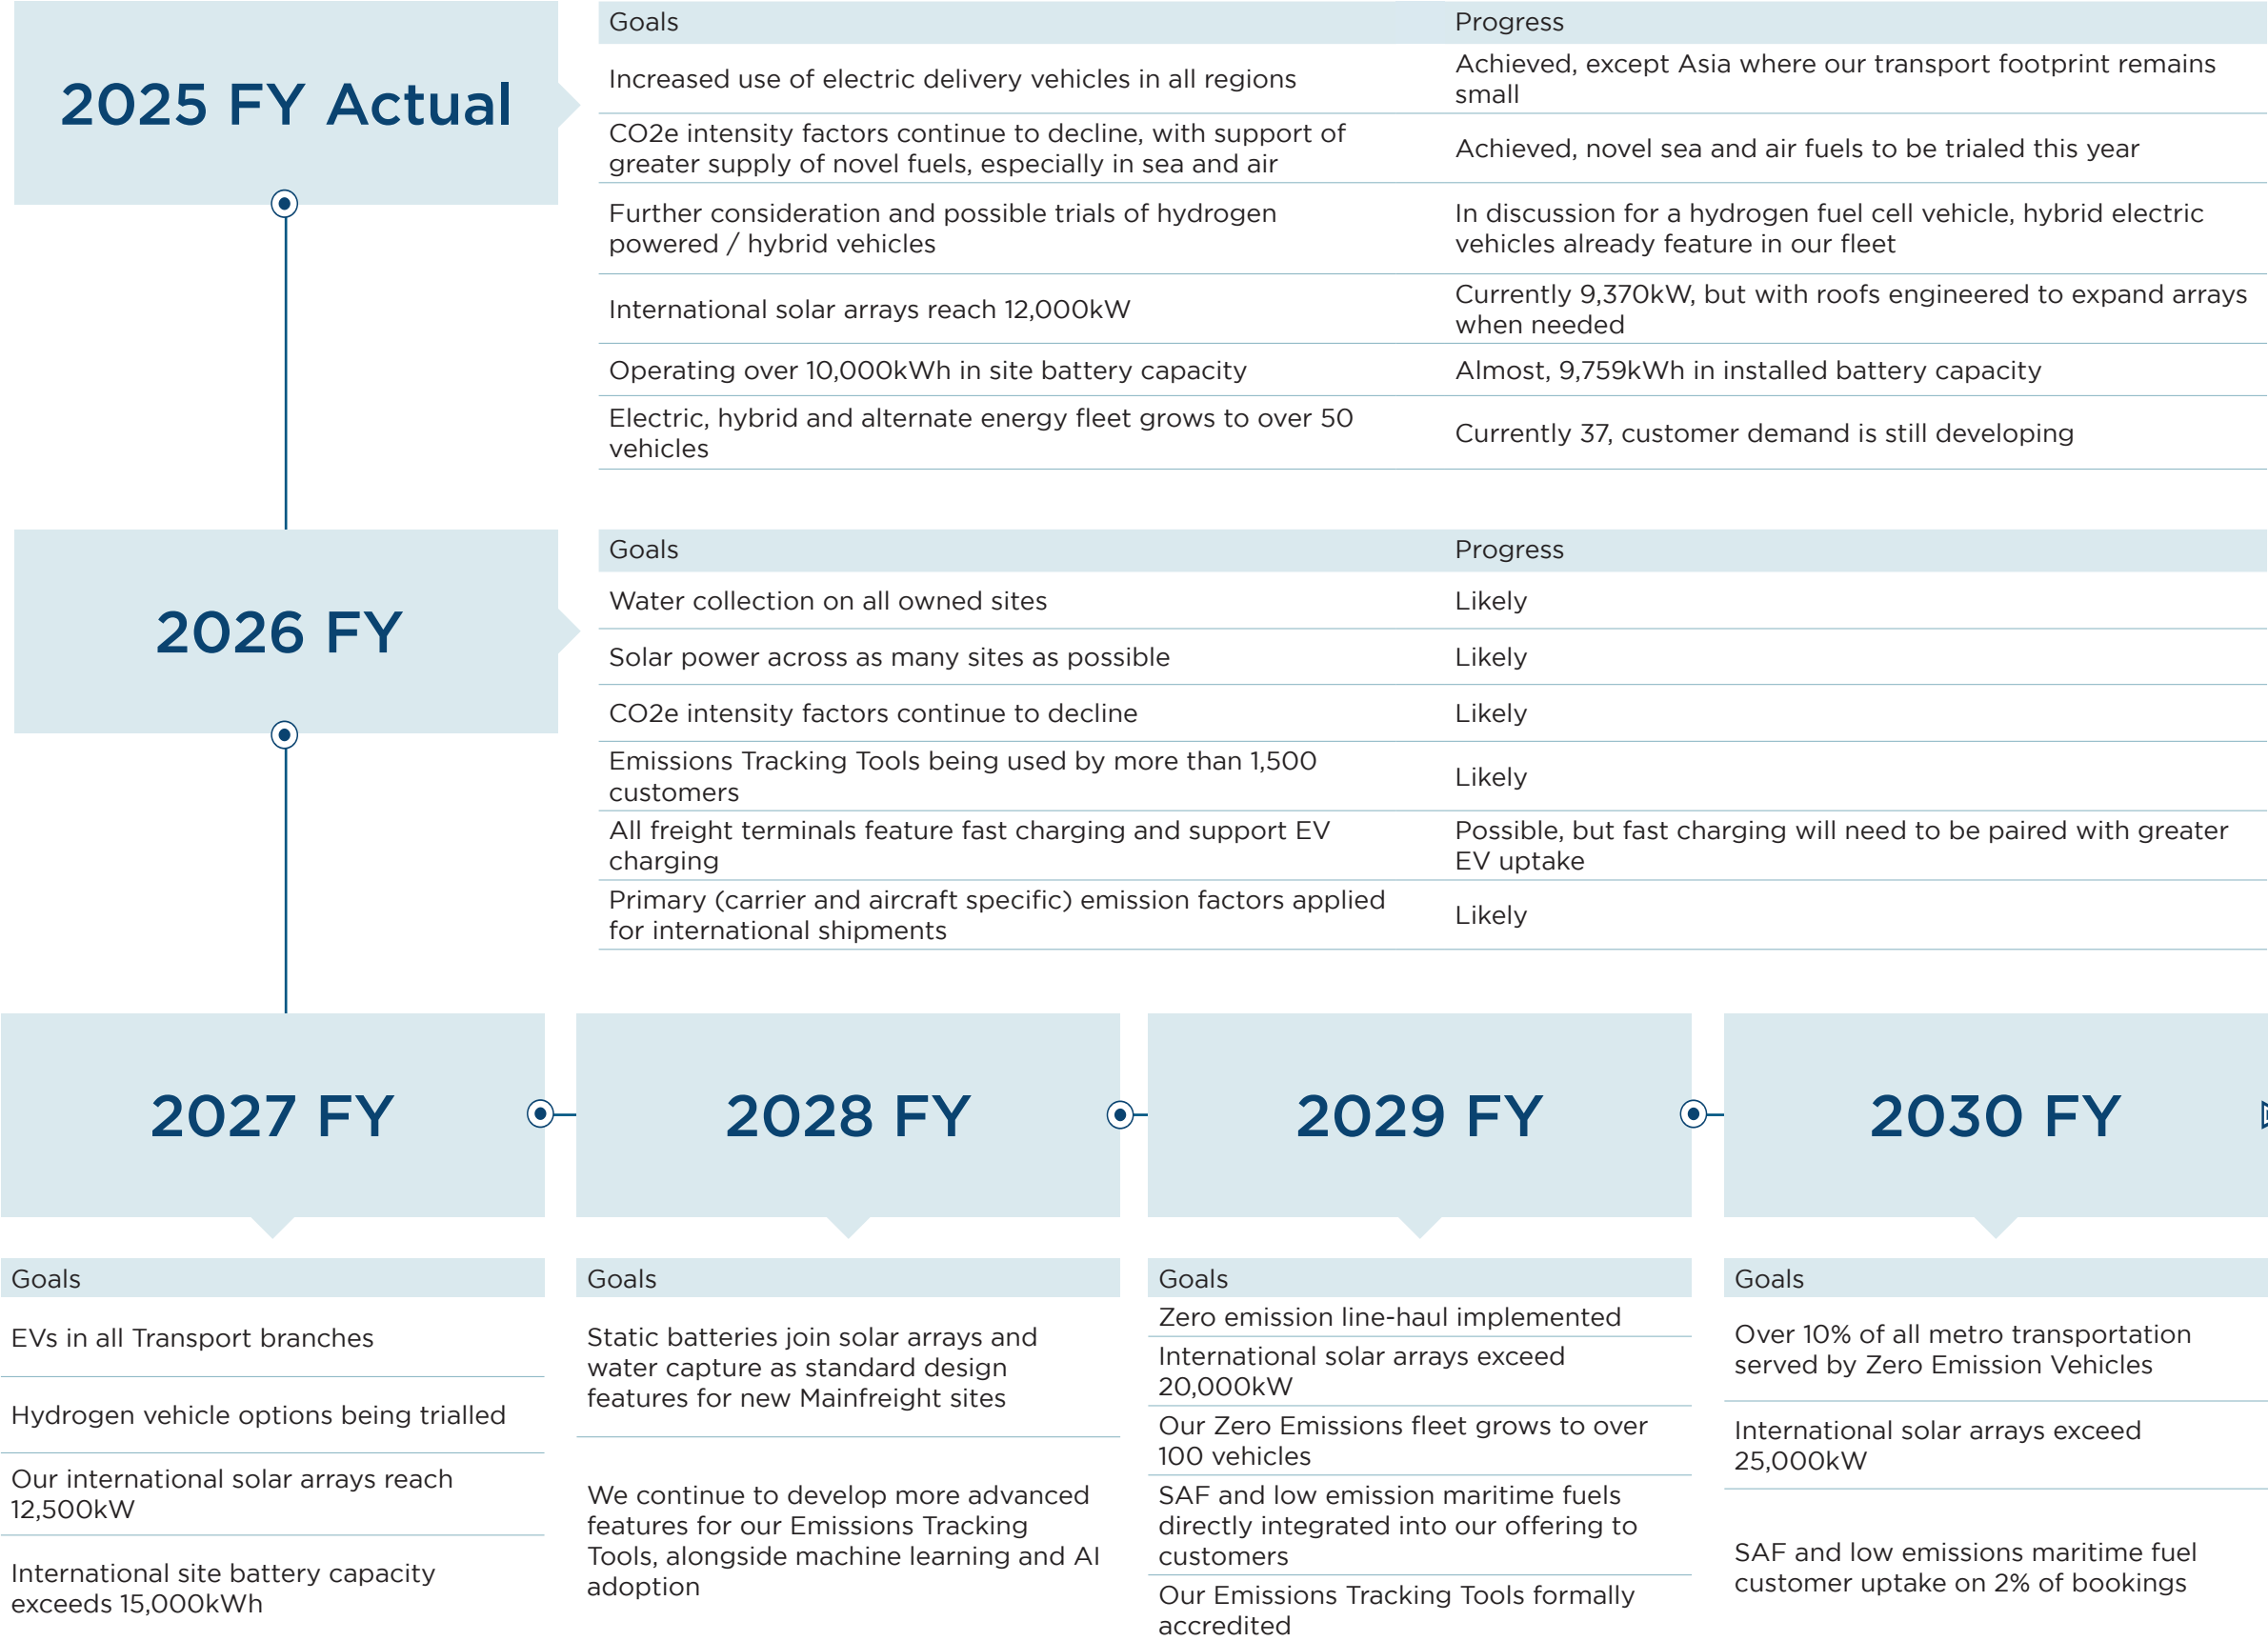 2025 FY Actual
Goals
Progress
Increased use of electric delivery vehicles in all regions
Achieved, except Asia where our transport footprint remains
small
CO2e intensity factors continue to decline, with support of
greater supply of novel fuels, especially in sea and air
Achieved, novel sea and air fuels to be trialed this year
Further consideration and possible trials of hydrogen
powered / hybrid vehicles
In discussion for a hydrogen fuel cell vehicle, hybrid electric
vehicles already feature in our fleet
International solar arrays reach 12,000kW
Currently 9,370kW, but with roofs engineered to expand arrays
when needed
Operating over 10,000kWh in site battery capacity
Almost, 9,759kWh in installed battery capacity
Electric, hybrid and alternate energy fleet grows to over 50
vehicles
Currently 37, customer demand is still developing
2026 FY
Goals
Progress
Water collection on all owned sites
Likely
Solar power across as many sites as possible
Likely
CO2e intensity factors continue to decline
Likely
Emissions Tracking Tools being used by more than 1,500
customers
Likely
All freight terminals feature fast charging and support EV
charging
Possible, but fast charging will need to be paired with greater
EV uptake
Primary (carrier and aircraft specific) emission factors applied
for international shipments
Likely
2027 FY
Goals
EVs in all Transport branches
Hydrogen vehicle options being trialled
Our international solar arrays reach
12,500kW
International site battery capacity
exceeds 15,000kWh
2028 FY
Goals
Static batteries join solar arrays and
water capture as standard design
features for new Mainfreight sites
We continue to develop more advanced
features for our Emissions Tracking
Tools, alongside machine learning and AI
adoption
2029 FY
Goals
Zero emission line-haul implemented
International solar arrays exceed
20,000kW
Our Zero Emissions fleet grows to over
100 vehicles
SAF and low emission maritime fuels
directly integrated into our offering to
customers
Our Emissions Tracking Tools formally
accredited
2030 FY
Goals
Over 10% of all metro transportation
served by Zero Emission Vehicles
International solar arrays exceed
25,000kW
SAF and low emissions maritime fuel
customer uptake on 2% of bookings